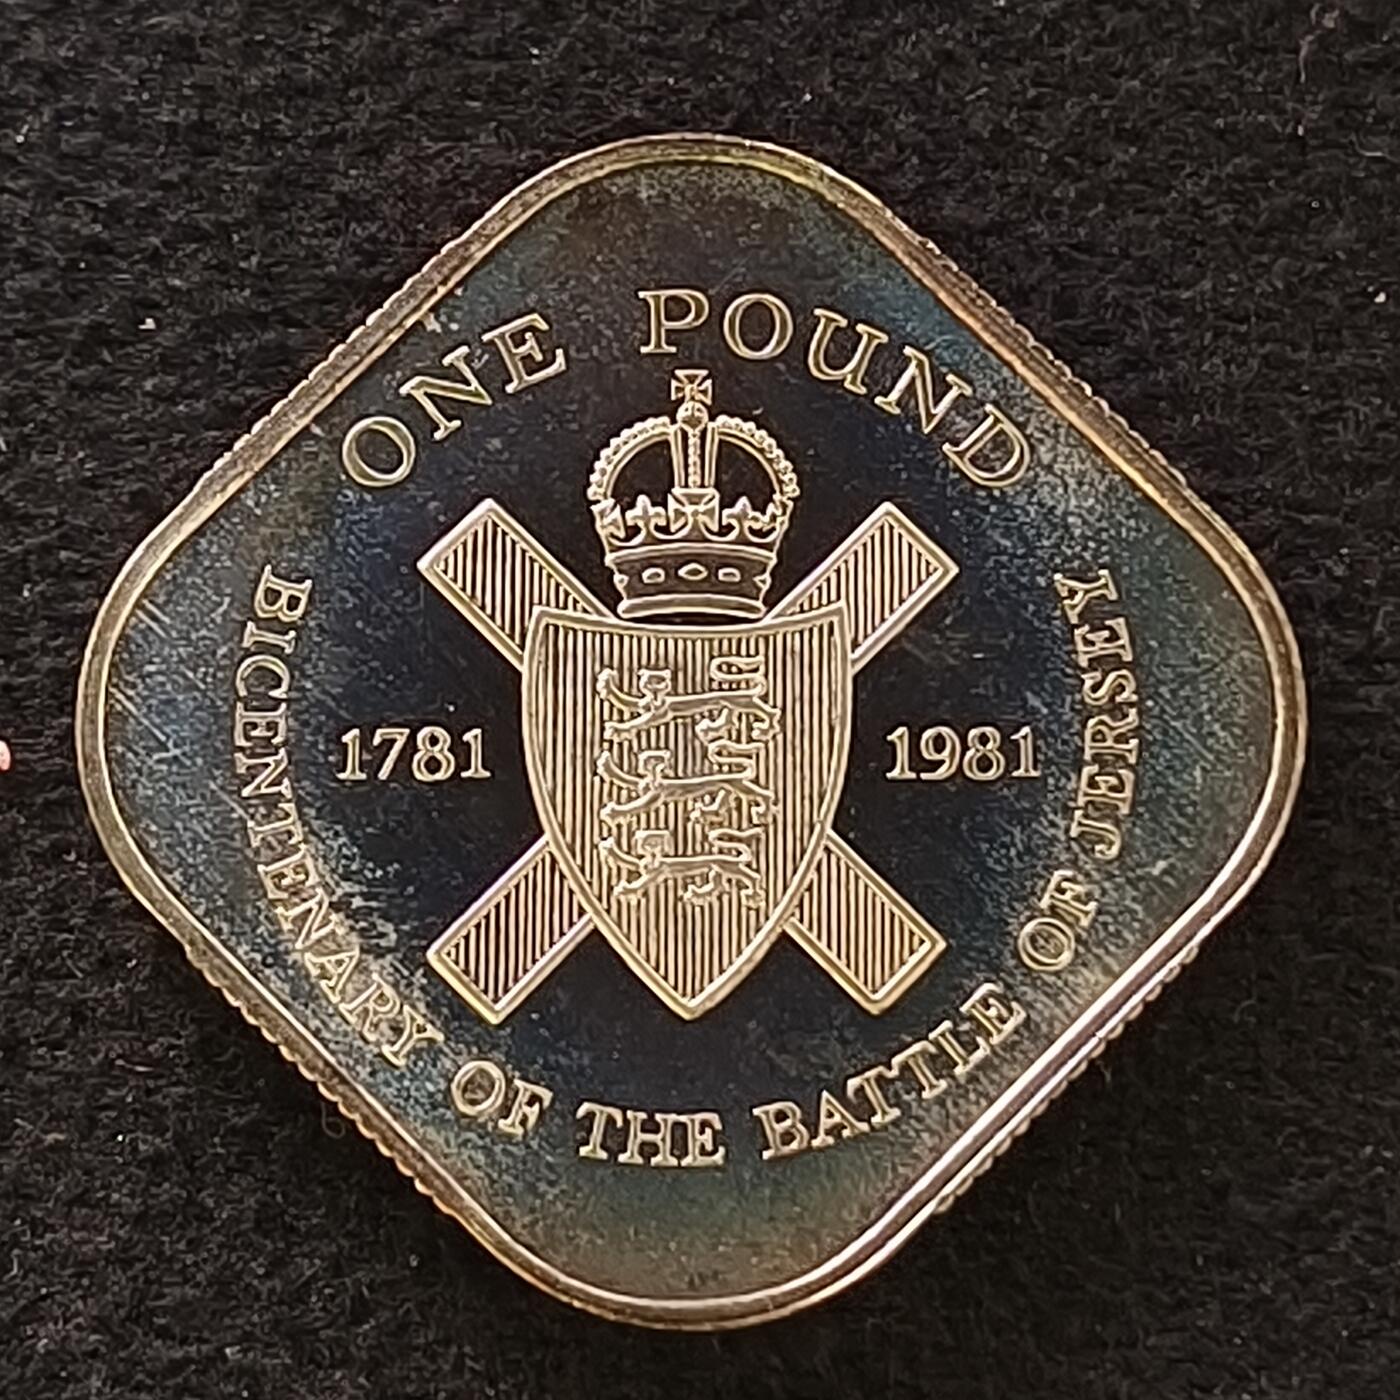 ONE POUND
1781 1981
BICENTENARY OF THE BATTLE OF JERSEY